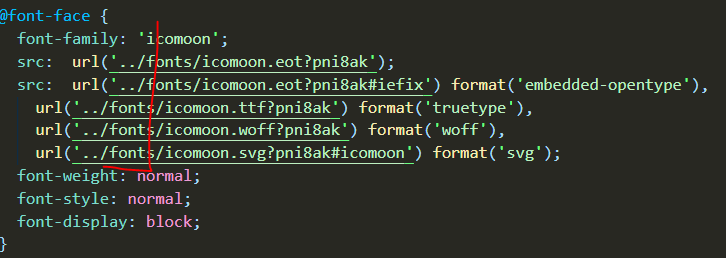 @font-face {
font-family: 'icomoon';
src: url('../fonts/icomoon.eot?pni8ak');
src: url('../fonts/icomoon.eot?pni8ak#iefix') format('embedded-opentype'),
url('../fonts/icomoon.ttf?pni8ak') format('truetype'),
url('../fonts/icomoon.woff?pni8ak') format('woff'),
url('../fonts/icomoon.svg?pni8ak#icomoon') format('svg');
font-weight: normal;
font-style: normal;
font-display: block;
}